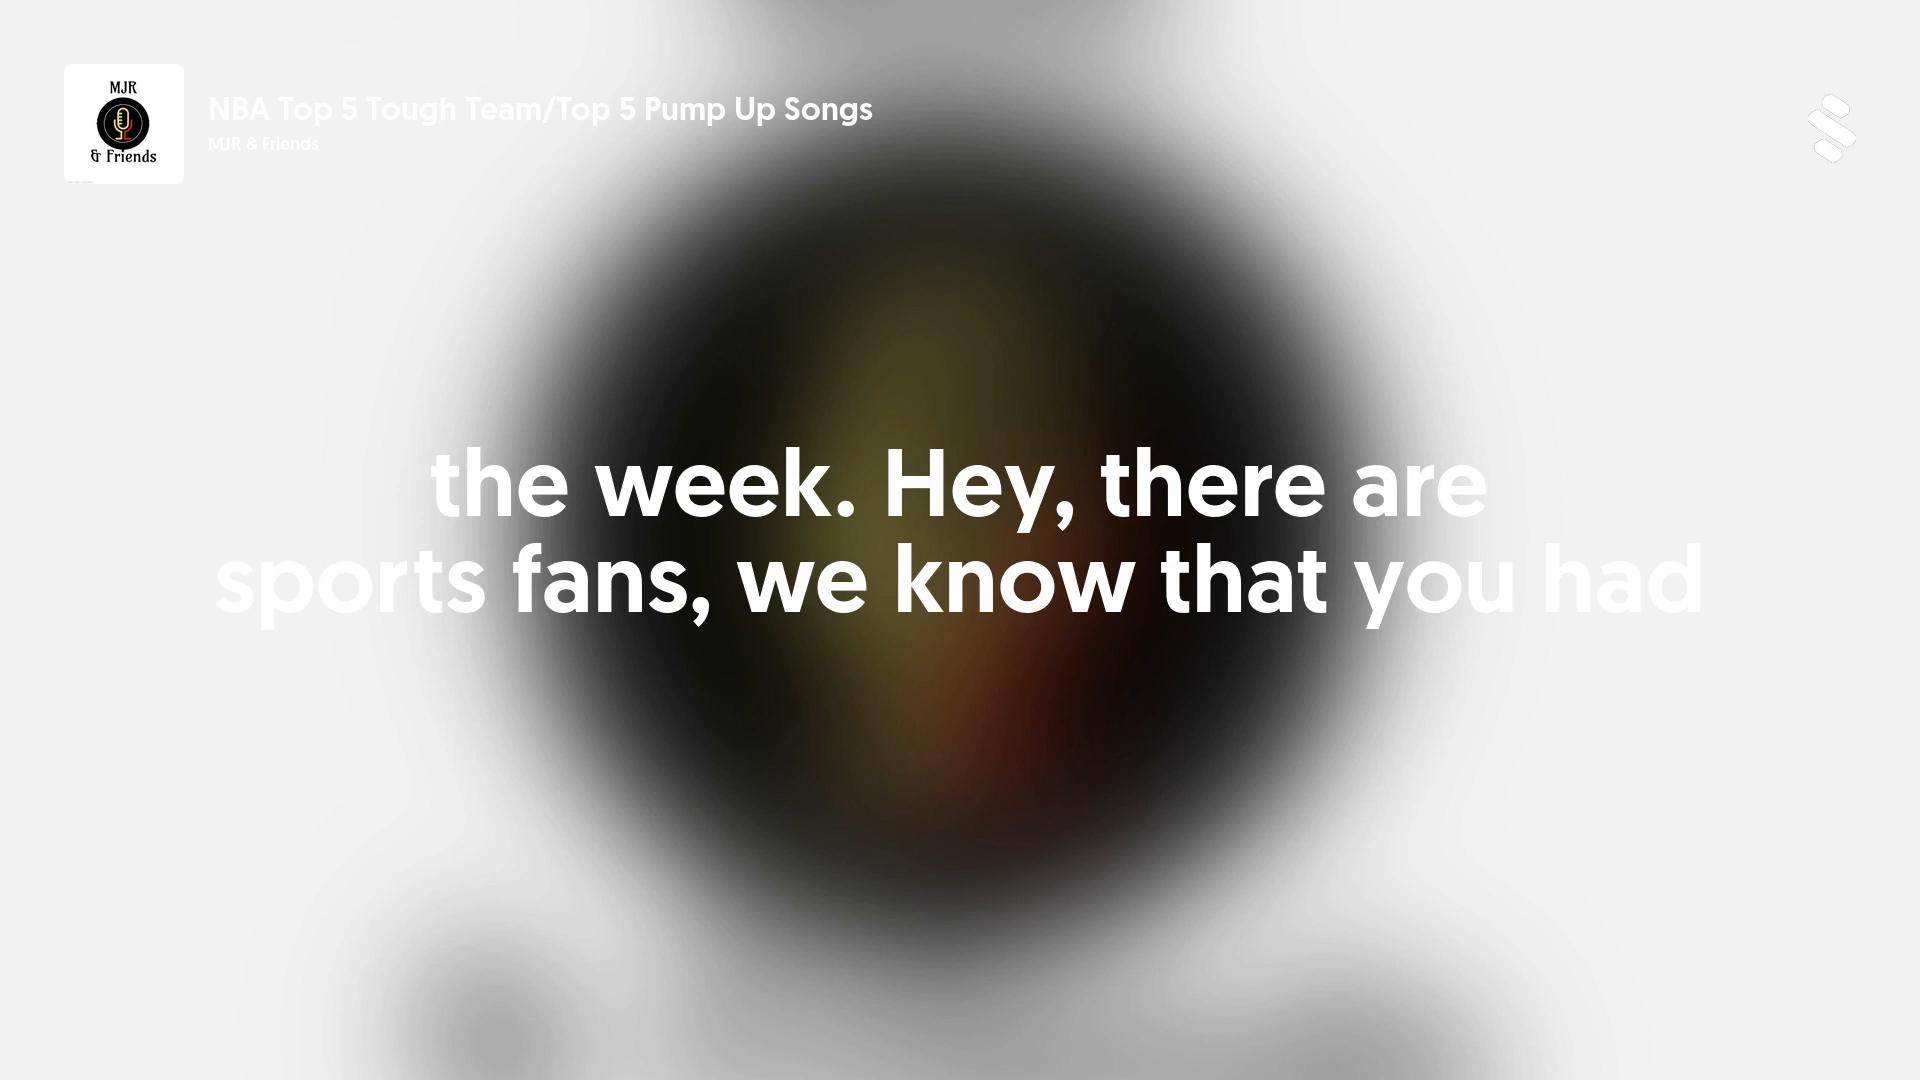 MJR
& Friends
NBA Top 5 Tough Team/Top 5 Pump Up Songs
MJR & Friends
the week. Hey, there are
sports fans, we know that you had